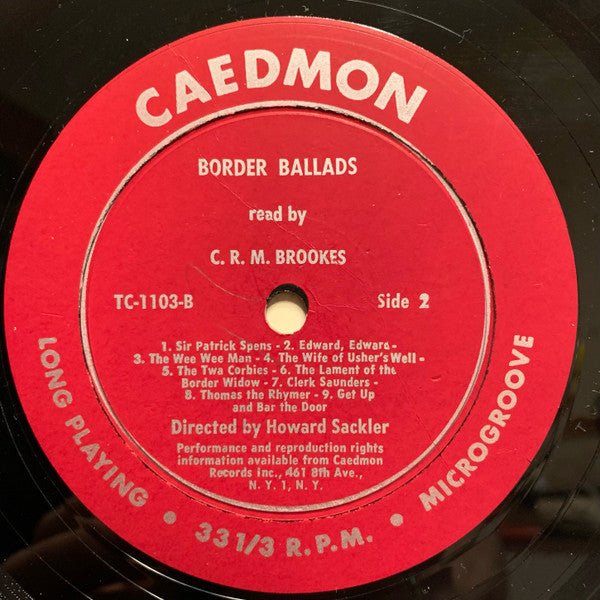 CAEDMON
BORDER BALLADS
read by
C. R. M. BROOKES
TC-1103-B Side 2
1. Sir Patrick Spens - 2. Edward, Edward -
3. The Wee Wee Man - 4. The Wife of Usher's Well -
5. The Twa Corbies - 6. The Lament of the
Border Widow - 7. Clerk Saunders -
8. Thomas the Rhymer - 9. Get Up
and Bar the Door
Directed by Howard Sackler
Performance and reproduction rights
information available from Caedmon
Records Inc., 461 8th Ave.,
N. Y. 1, N. Y.
LONG PLAYING • 33 1/3 R.P.M. • MICROGROOVE